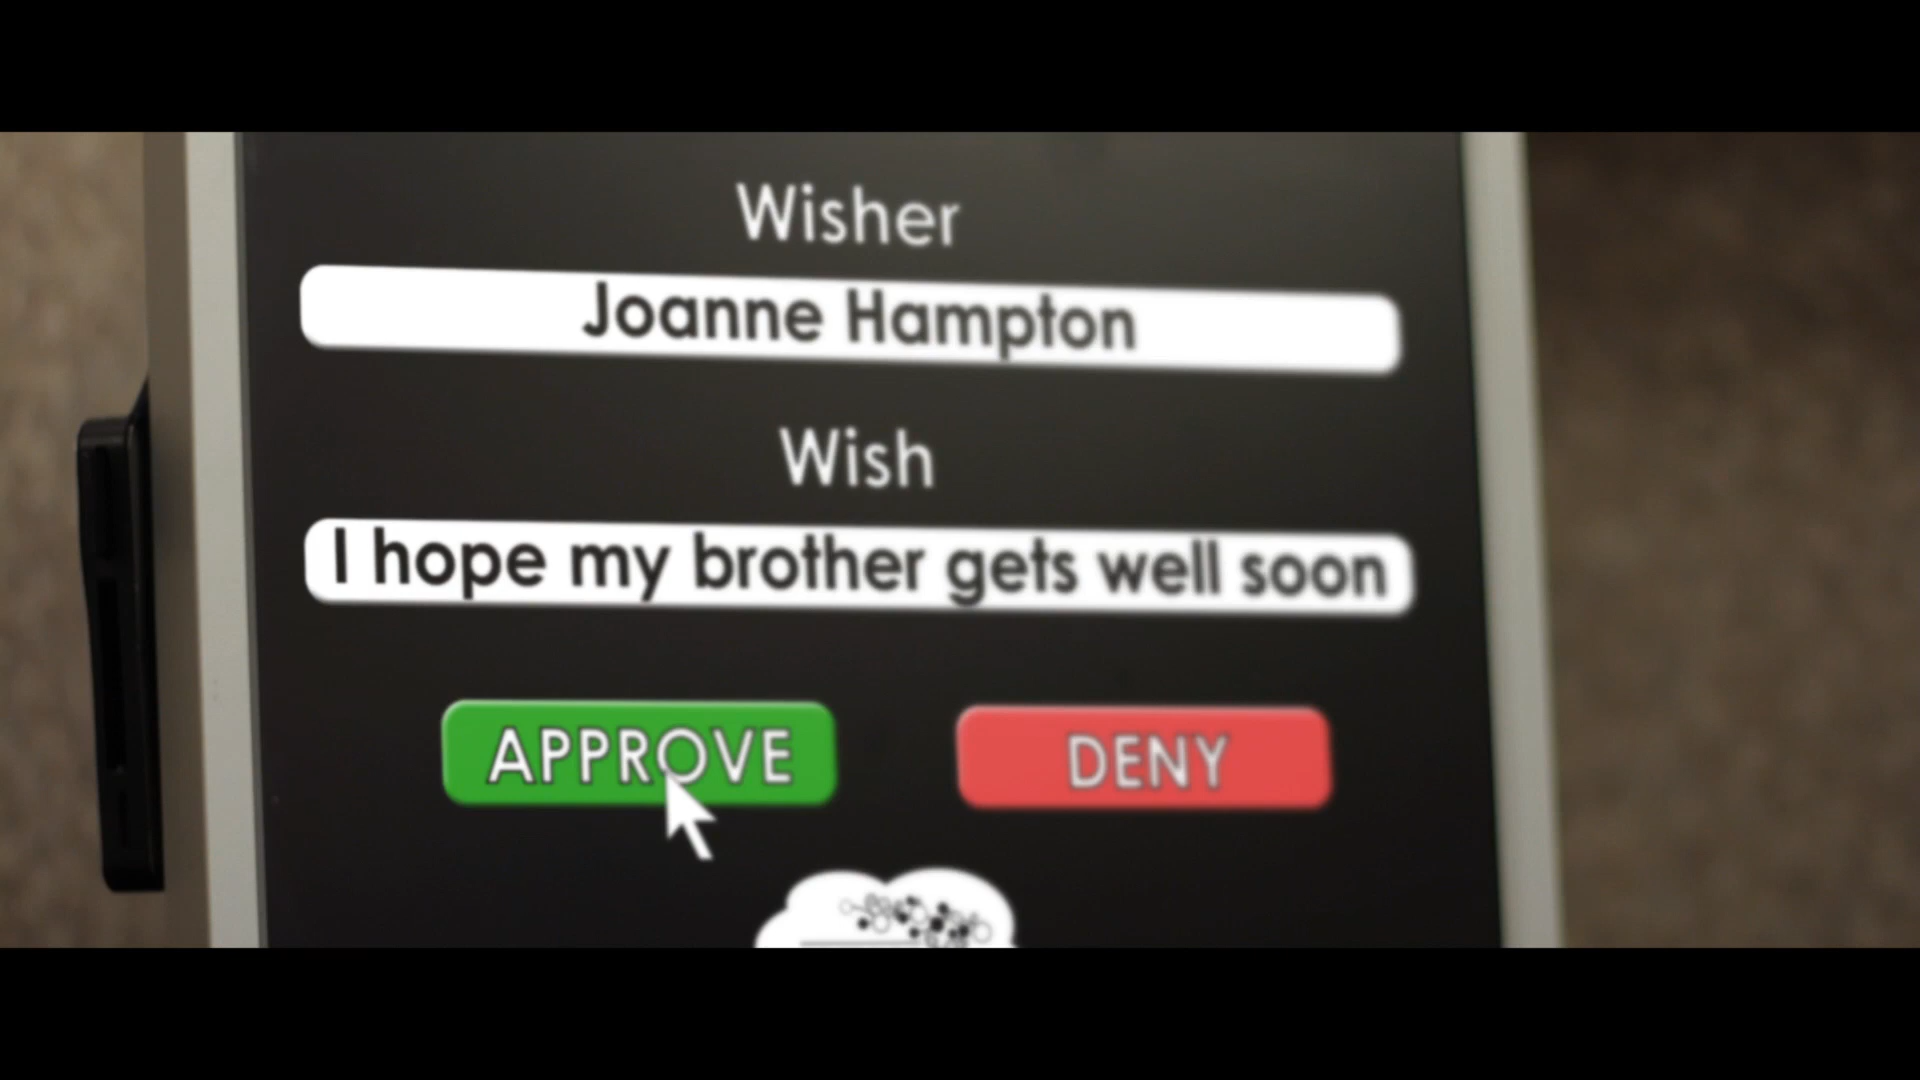 Wisher
Joanne Hampton
Wish
I hope my brother gets well soon
APPROVE
DENY